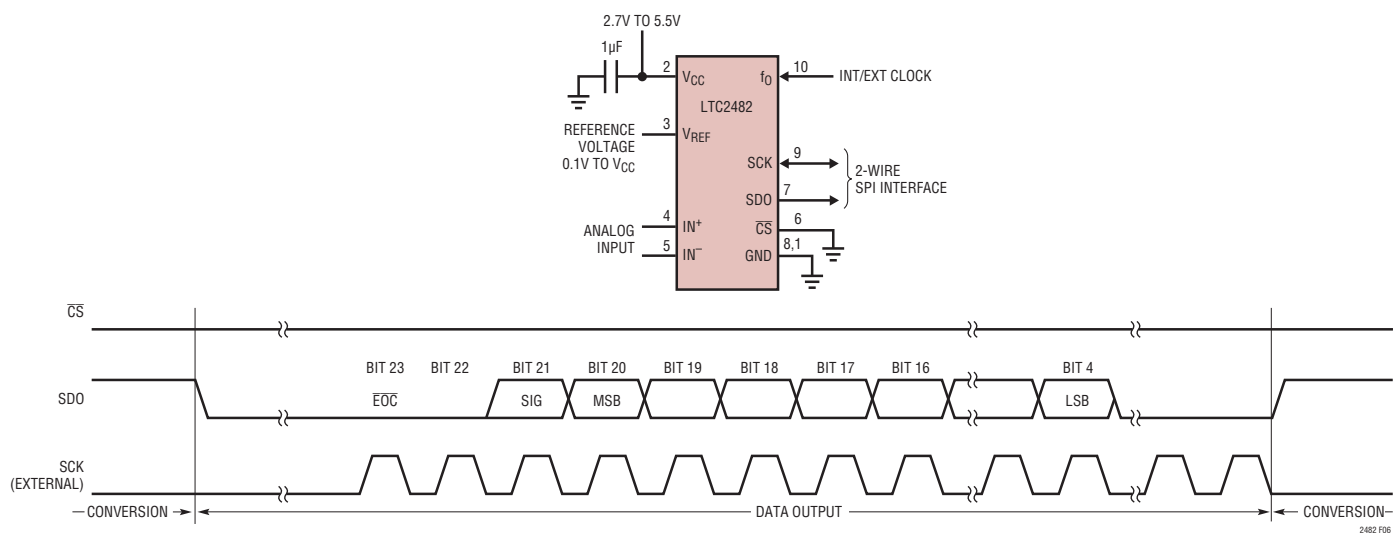 2.7V TO 5.5V
1µF
2
VCC
fO
10
INT/EXT CLOCK
LTC2482
REFERENCE
VOLTAGE
0.1V TO VCC
3
VREF
SCK
9
2-WIRE
SPI INTERFACE
SDO
7
ANALOG
INPUT
4
IN+
5
IN–
CS
6
GND
8,1
CS
BIT 23 BIT 22 BIT 21 BIT 20 BIT 19 BIT 18 BIT 17 BIT 16 BIT 4
SDO
EOC SIG MSB LSB
SCK
(EXTERNAL)
CONVERSION DATA OUTPUT CONVERSION
2482 F06